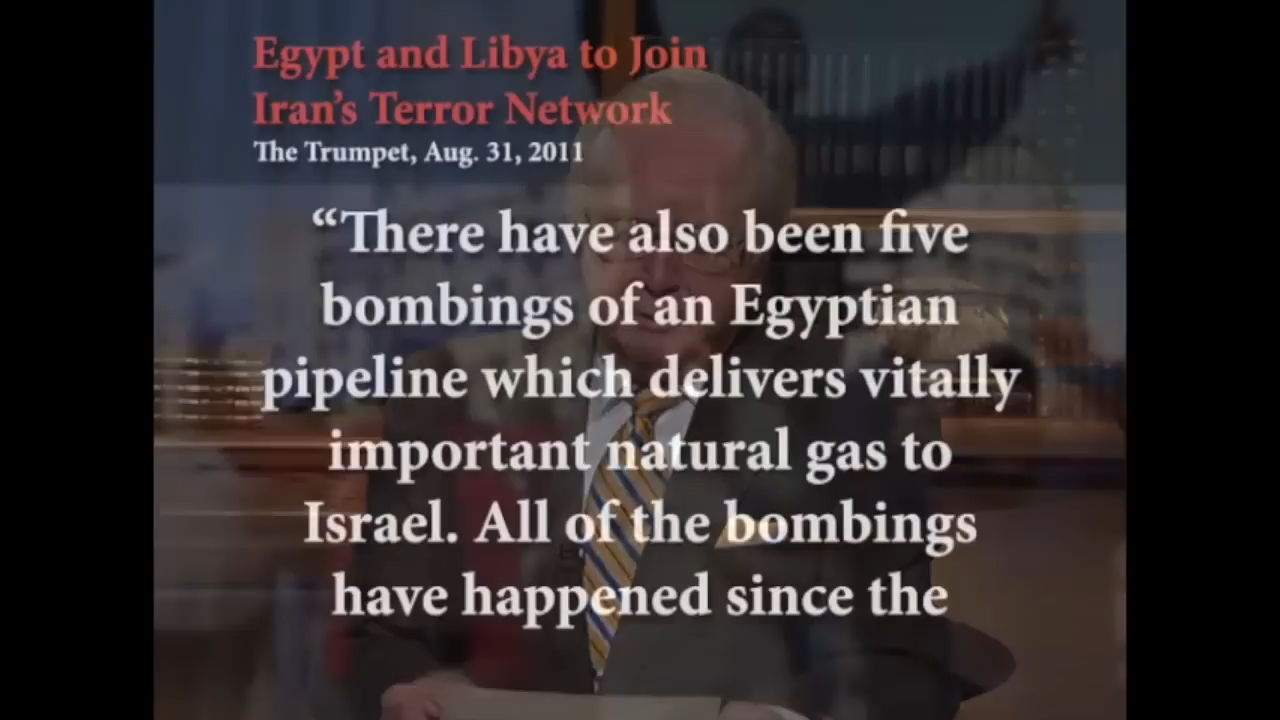 Egypt and Libya to Join
Iran's Terror Network
The Trumpet, Aug. 31, 2011
“There have also been five
bombings of an Egyptian
pipeline which delivers vitally
important natural gas to
Israel. All of the bombings
have happened since the